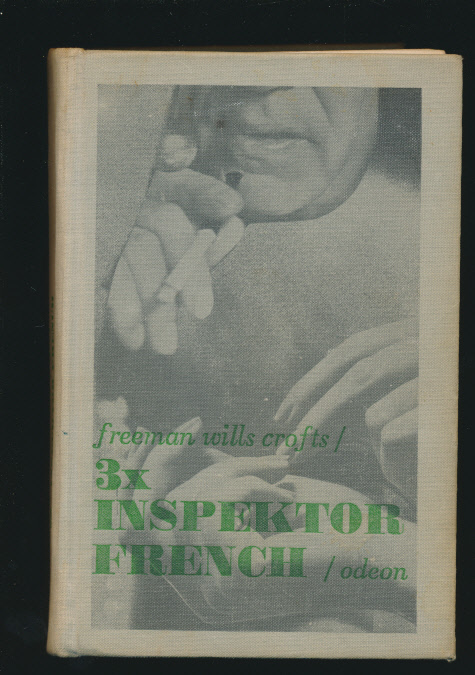 freeman wills crofts /
3x
INSPEKTOR
FRENCH / odeon